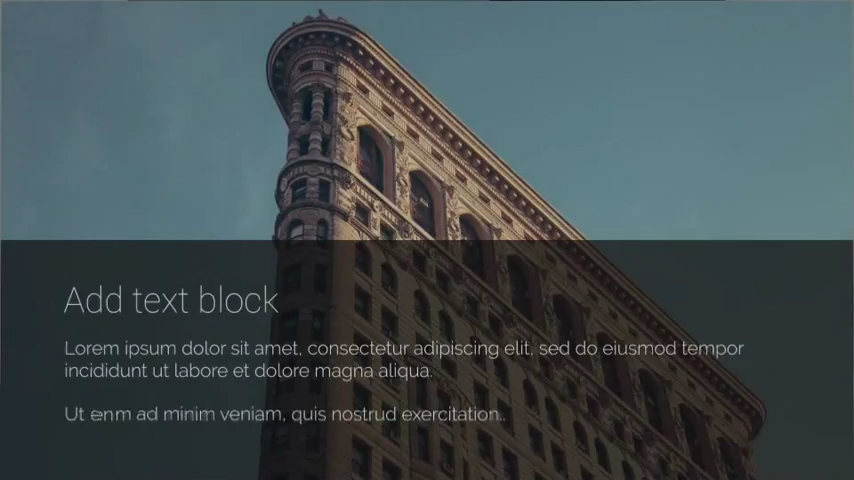 Add text block
Lorem ipsum dolor sit amet, consectetur adipiscing elit, sed do eiusmod tempor
incididunt ut labore et dolore magna aliqua.
Ut enm ad minim veniam, quis nostrud exercitation..